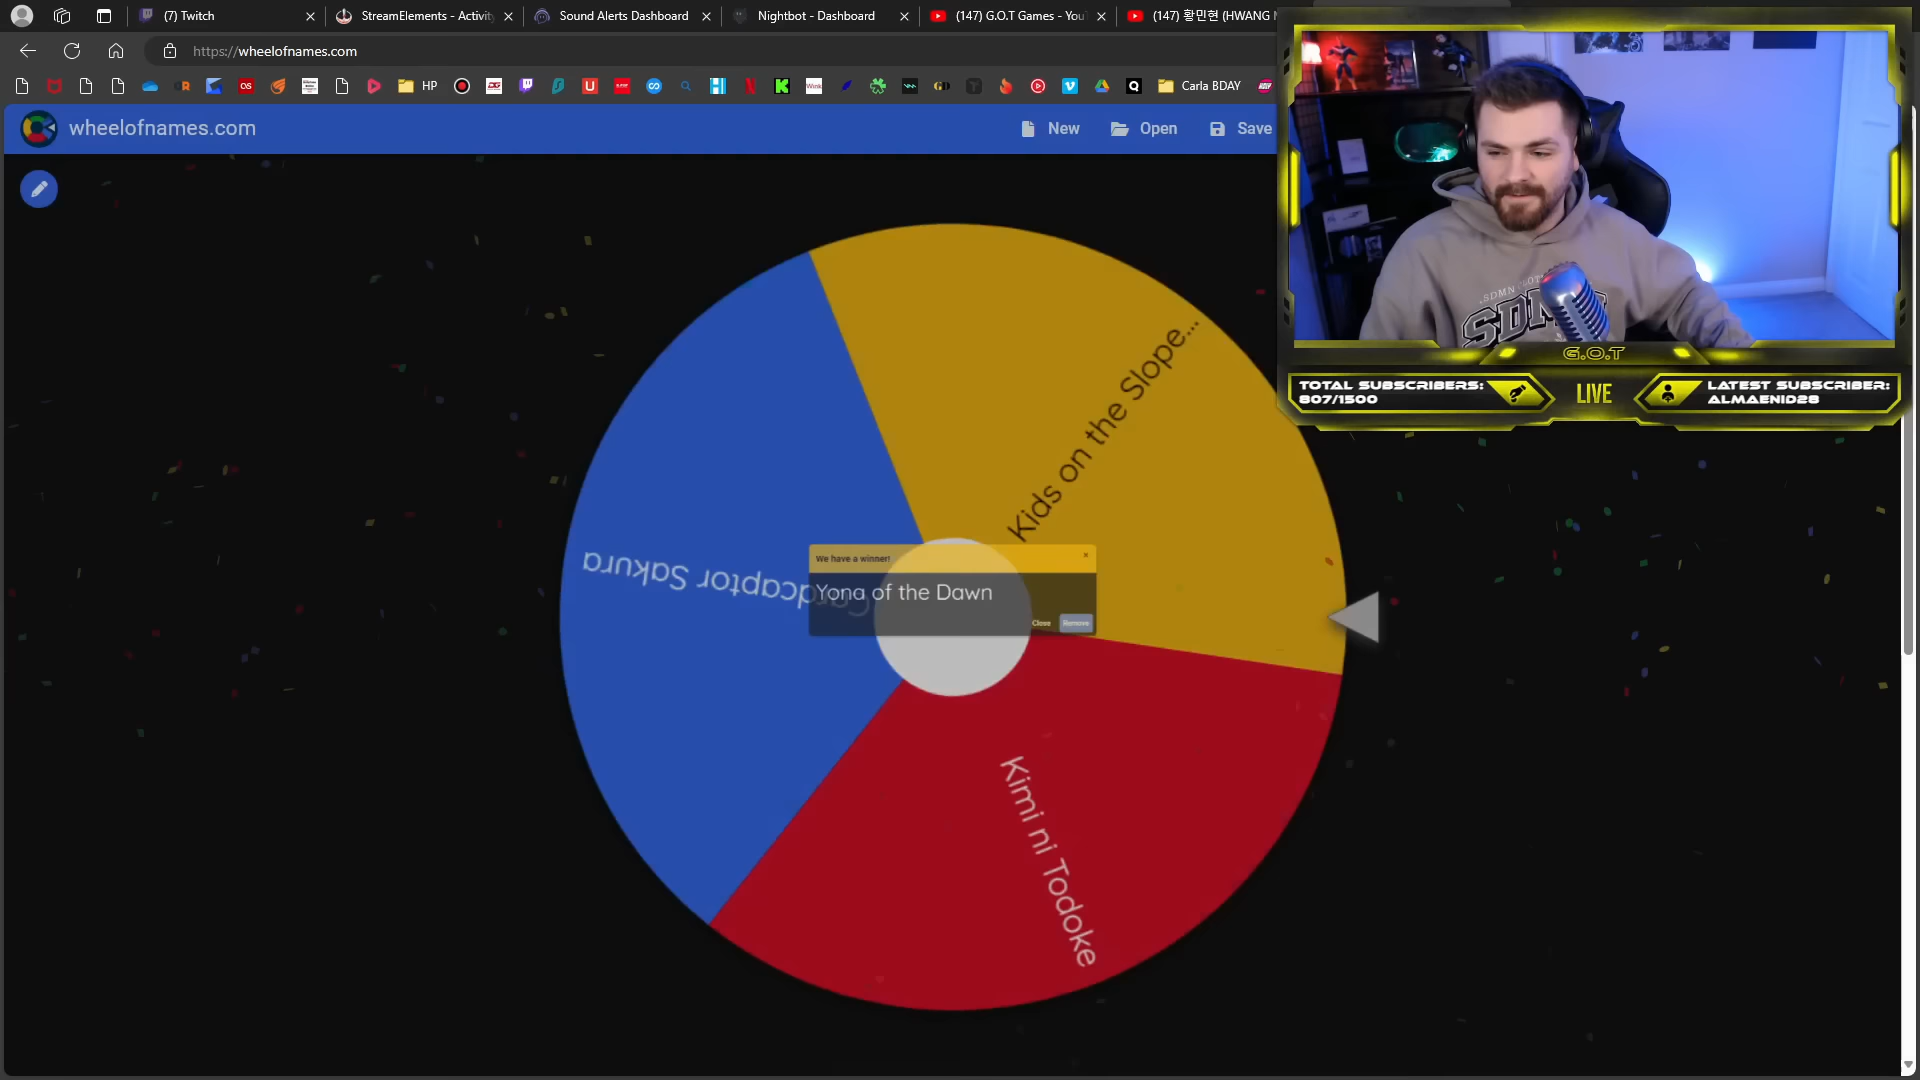 (7) Twitch
StreamElements - Activity
Sound Alerts Dashboard
Nightbot - Dashboard
(147) G.O.T Games - You
(147) 황민현 (HWANG
https://wheelofnames.com
HP
Carla BDAY
wheelofnames.com
New
Open
Save
SDMN
TOTAL SUBSCRIBERS:
807/1500
G.O.T
LIVE
LATEST SUBSCRIBER:
ALMAENID28
Kids on the Slope...
Cardcaptor Sakura
Kimi ni Todoke
We have a winner!
Yona of the Dawn
Close
Remove